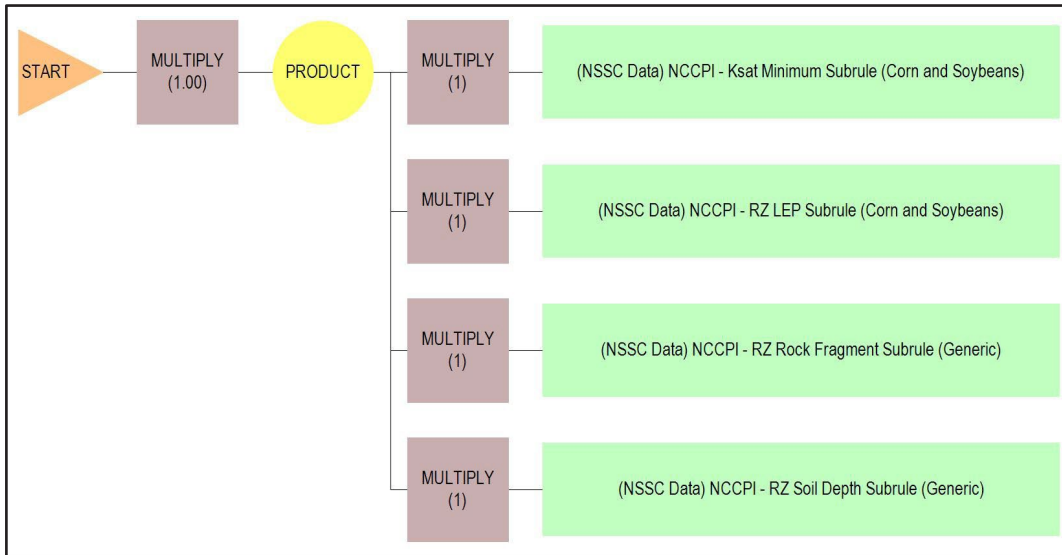 START
MULTIPLY
(1.00)
PRODUCT
MULTIPLY
(1)
(NSSC Data) NCCPI - Ksat Minimum Subrule (Corn and Soybeans)
MULTIPLY
(1)
(NSSC Data) NCCPI - RZ LEP Subrule (Corn and Soybeans)
MULTIPLY
(1)
(NSSC Data) NCCPI - RZ Rock Fragment Subrule (Generic)
MULTIPLY
(1)
(NSSC Data) NCCPI - RZ Soil Depth Subrule (Generic)